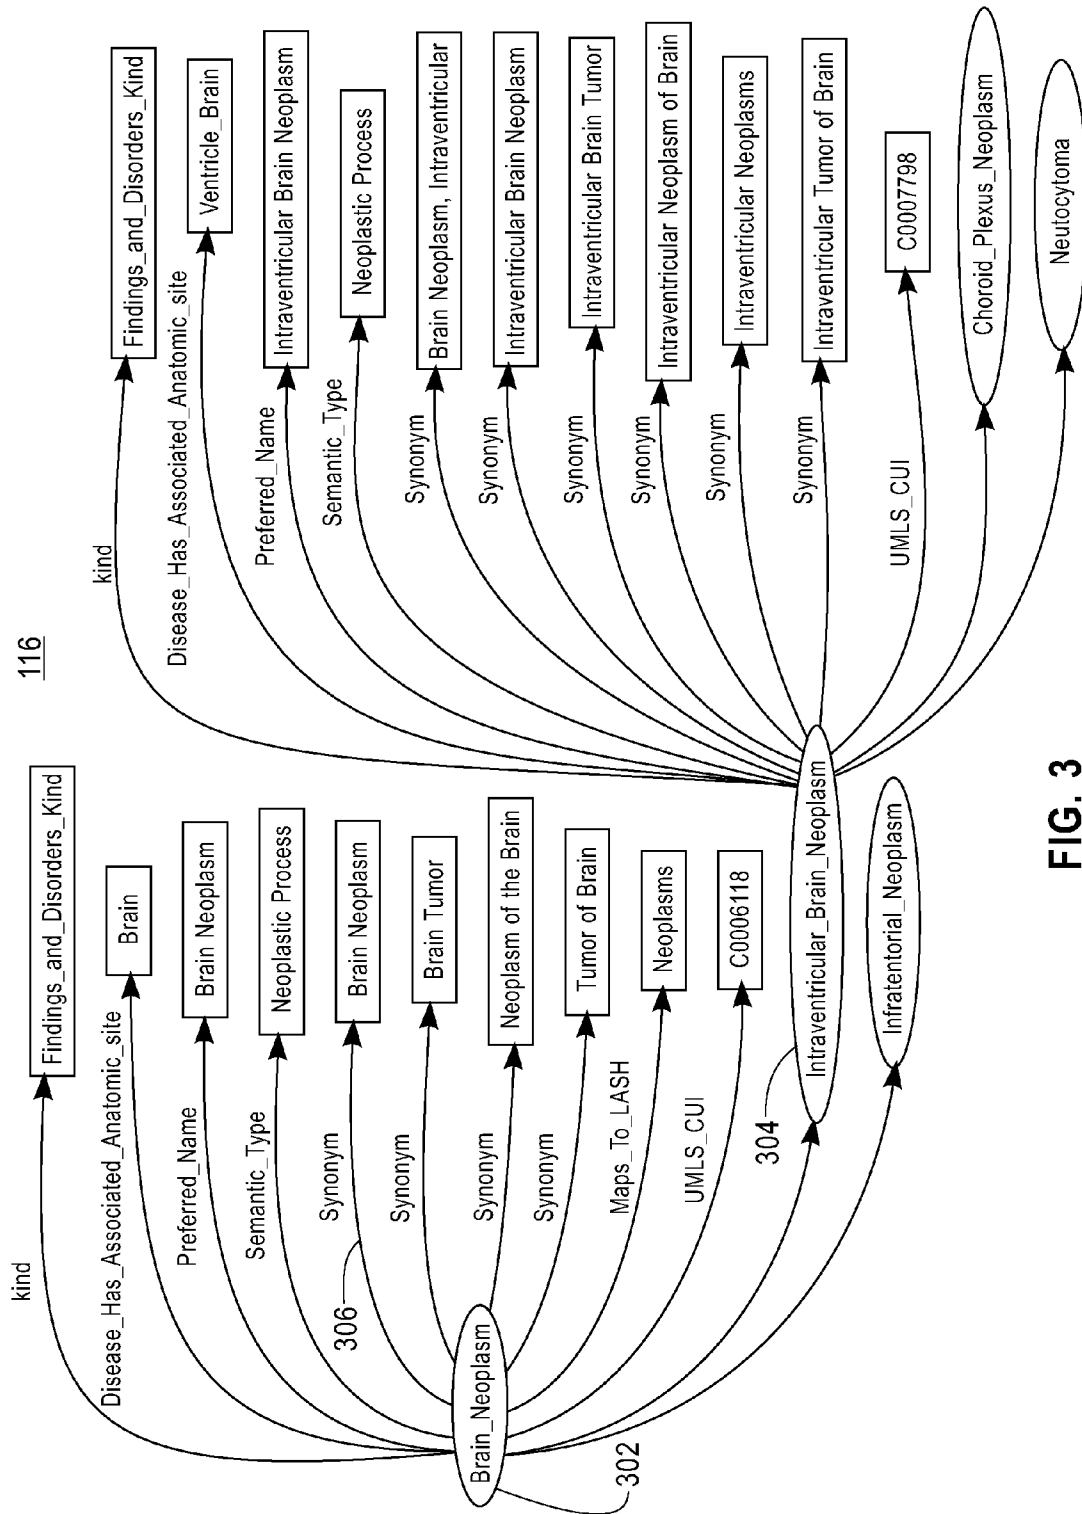 116
kind
Findings_and_Disorders_Kind
Disease_Has_Associated_Anatomic_site
Brain
Preferred_Name
Brain Neoplasm
Semantic_Type
Neoplastic Process
Synonym
Brain Neoplasm
306
Synonym
Brain Tumor
Synonym
Neoplasm of the Brain
Synonym
Tumor of Brain
Maps_To_LASH
Neoplasms
UMLS_CUI
C0006118
Brain_Neoplasm
302
304
Intraventricular_Brain_Neoplasm
Infratentorial_Neoplasm
kind
Findings_and_Disorders_Kind
Disease_Has_Associated_Anatomic_site
Ventricle_Brain
Preferred_Name
Intraventricular Brain Neoplasm
Semantic_Type
Neoplastic Process
Synonym
Brain Neoplasm, Intraventricular
Synonym
Intraventricular Brain Neoplasm
Synonym
Intraventricular Brain Tumor
Synonym
Intraventricular Neoplasm of Brain
Synonym
Intraventricular Neoplasms
Synonym
Intraventricular Tumor of Brain
UMLS_CUI
C0007798
Choroid_Plexus_Neoplasm
Neutocytoma
FIG. 3